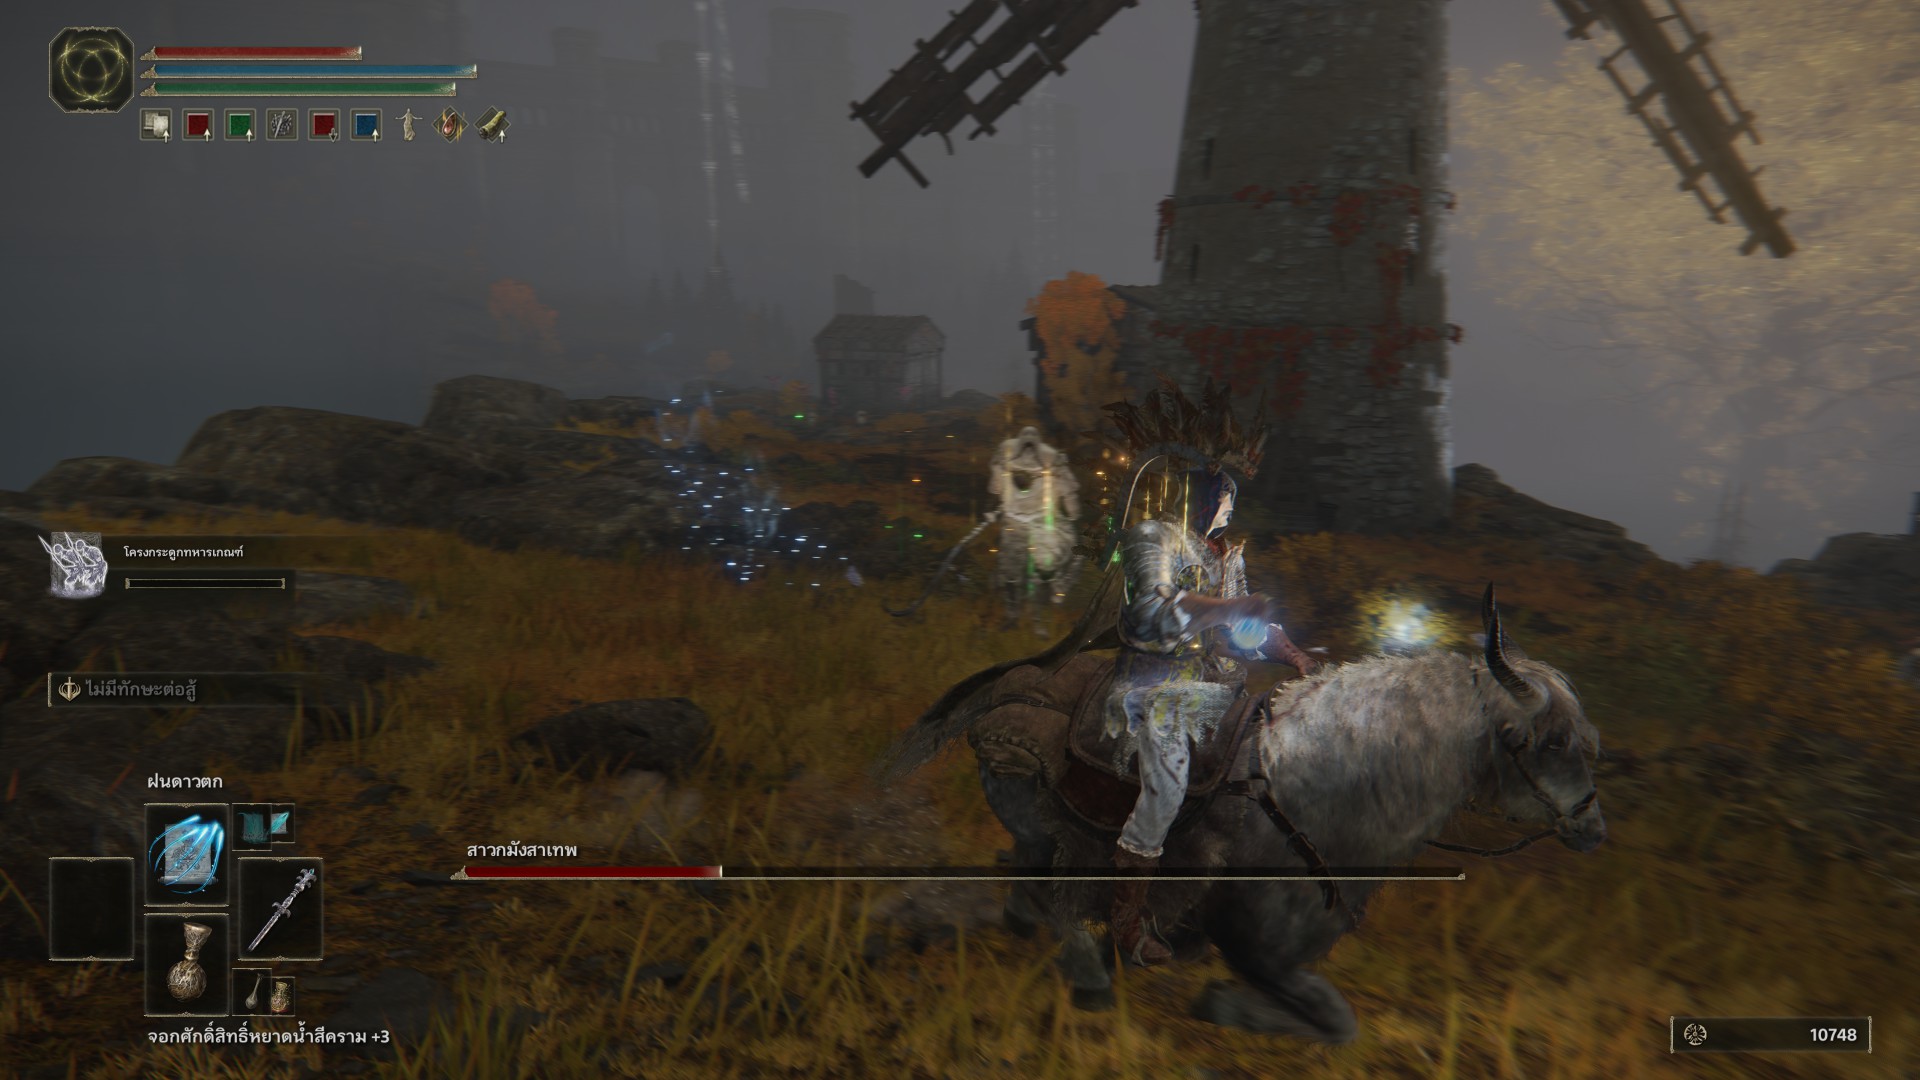 โครงกระดูกทหารเกณฑ์
ไม่มีทักษะต่อสู้
ฝนดาวตก
สาวกมังสาเทพ
จอกศักดิ์สิทธิ์หยาดน้ำสีคราม +3
10748